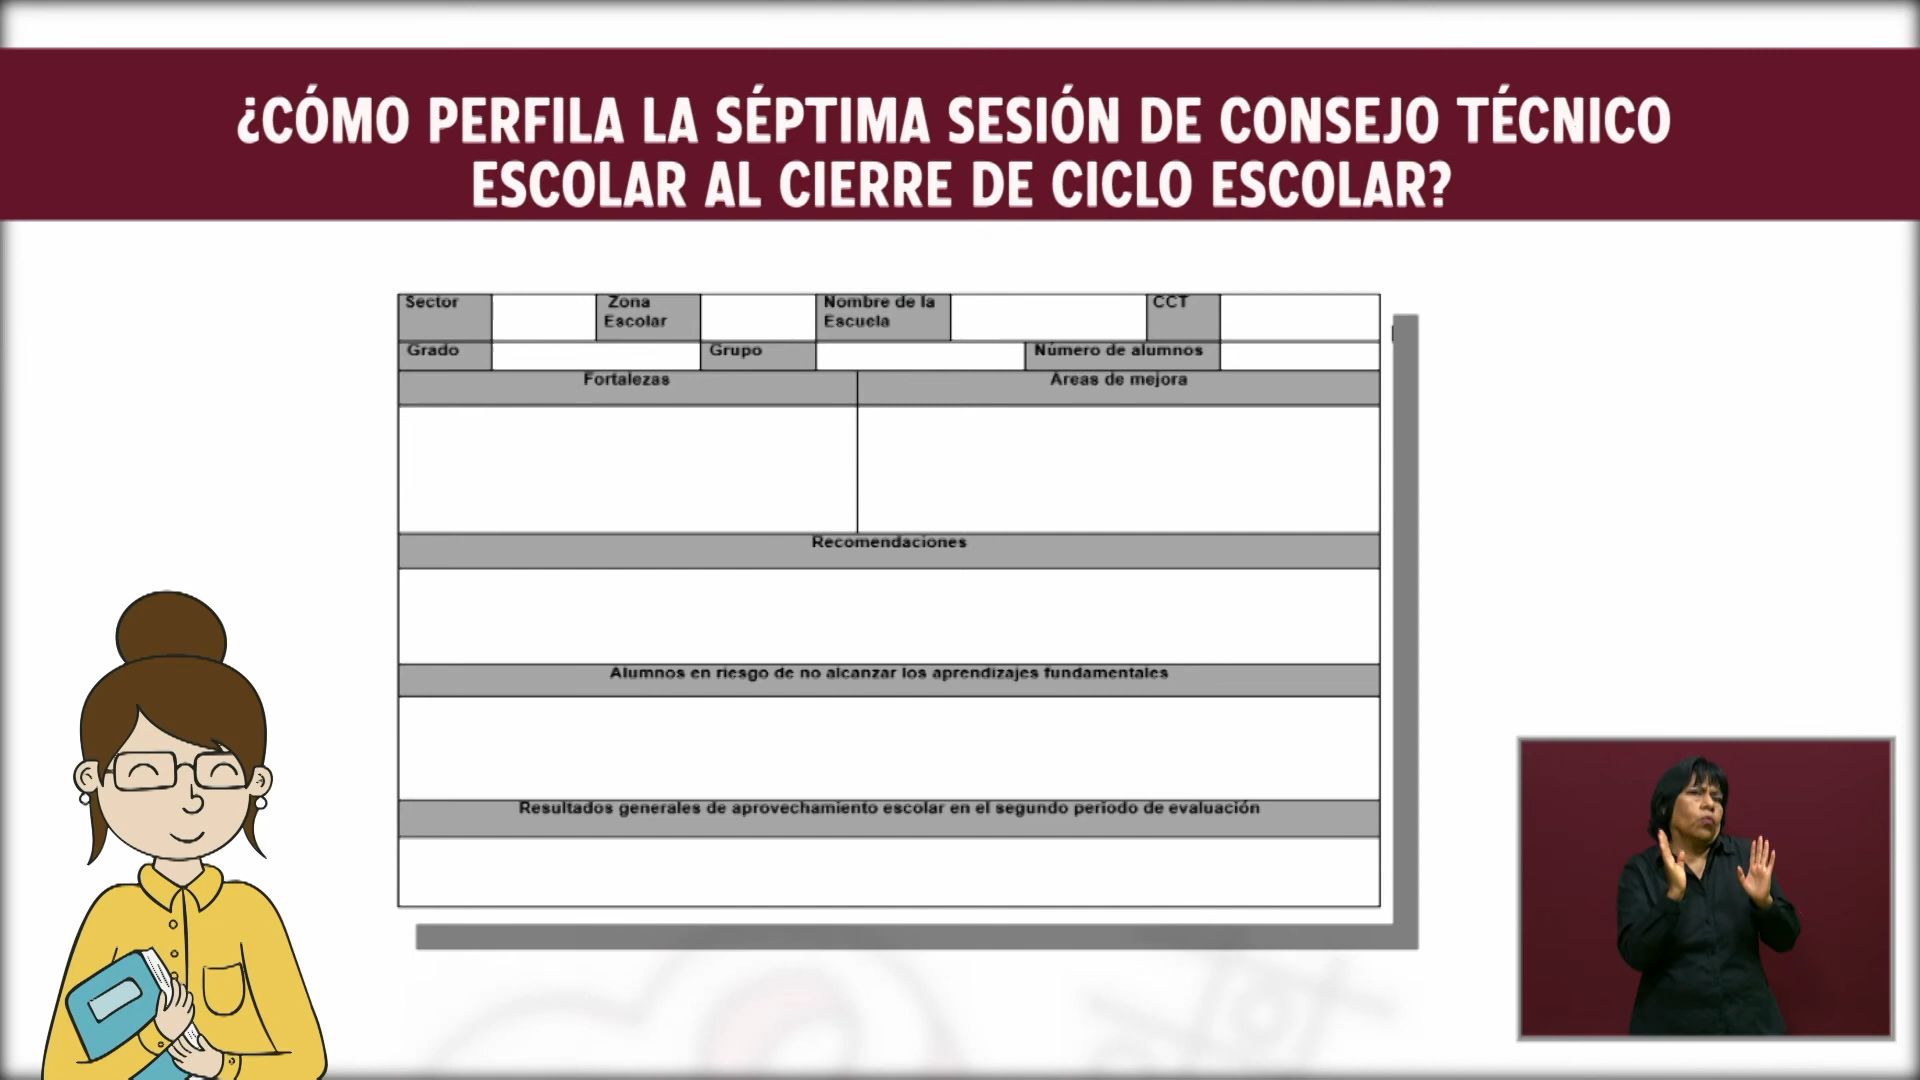 ¿CÓMO PERFILA LA SÉPTIMA SESIÓN DE CONSEJO TÉCNICO
ESCOLAR AL CIERRE DE CICLO ESCOLAR?
Sector
Zona
Escolar
Nombre de la
Escuela
CCT
Grado
Grupo
Número de alumnos
Fortalezas
Áreas de mejora
Recomendaciones
Alumnos en riesgo de no alcanzar los aprendizajes fundamentales
Resultados generales de aprovechamiento escolar en el segundo periodo de evaluación